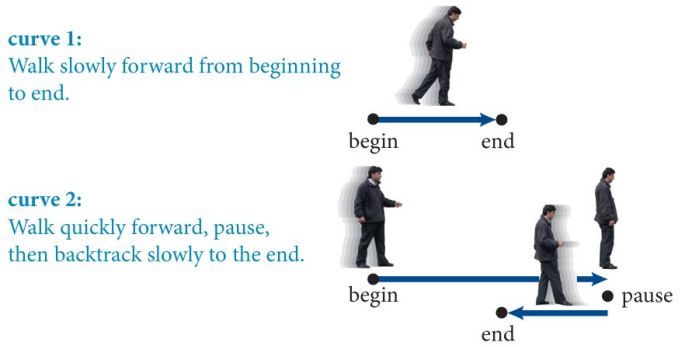 curve 1:
Walk slowly forward from beginning
to end.
begin end
curve 2:
Walk quickly forward, pause,
then backtrack slowly to the end.
begin
pause
end